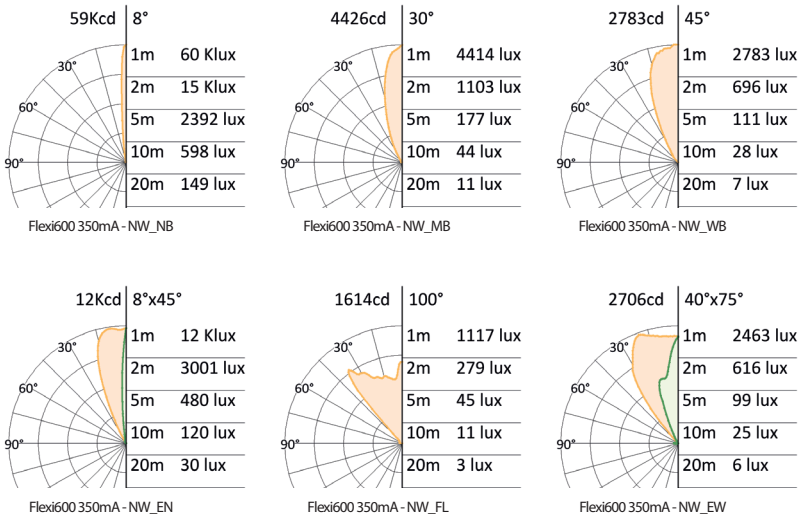 59Kcd 8°
30°
60°
90°
1m 60 Klux
2m 15 Klux
5m 2392 lux
10m 598 lux
20m 149 lux
Flexi600 350mA - NW_NB
4426cd 30°
30°
60°
90°
1m 4414 lux
2m 1103 lux
5m 177 lux
10m 44 lux
20m 11 lux
Flexi600 350mA - NW_MB
2783cd 45°
30°
60°
90°
1m 2783 lux
2m 696 lux
5m 111 lux
10m 28 lux
20m 7 lux
Flexi600 350mA - NW_WB
12Kcd 8°x45°
30°
60°
90°
1m 12 Klux
2m 3001 lux
5m 480 lux
10m 120 lux
20m 30 lux
Flexi600 350mA - NW_EN
1614cd 100°
30°
60°
90°
1m 1117 lux
2m 279 lux
5m 45 lux
10m 11 lux
20m 3 lux
Flexi600 350mA - NW_FL
2706cd 40°x75°
30°
60°
90°
1m 2463 lux
2m 616 lux
5m 99 lux
10m 25 lux
20m 6 lux
Flexi600 350mA - NW_EW